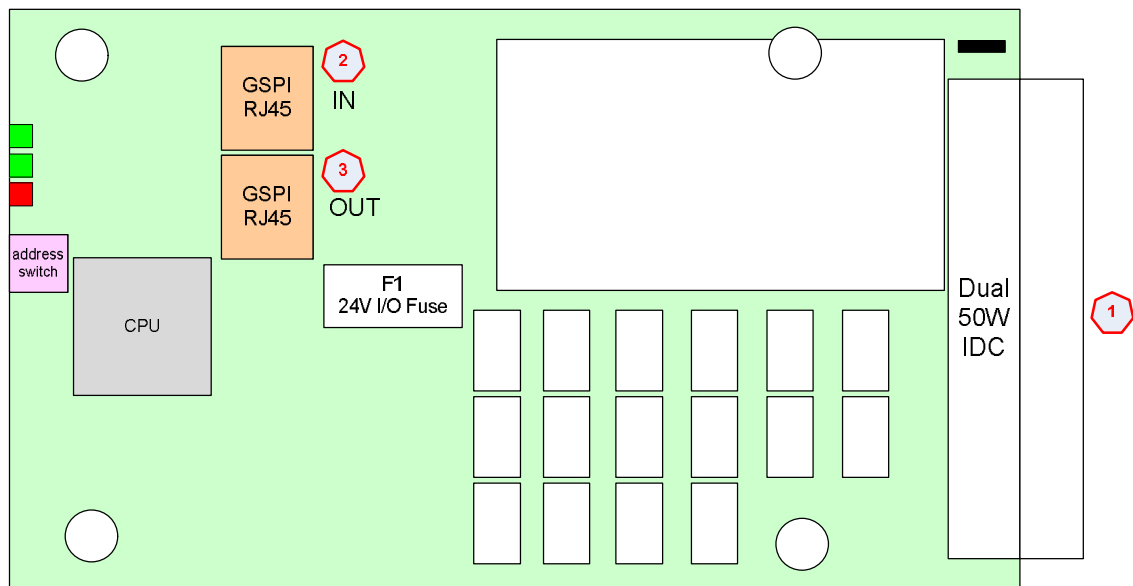 GSPI
RJ45
2
IN
GSPI
RJ45
3
OUT
address
switch
CPU
F1
24V I/O Fuse
Dual
50W
IDC
1